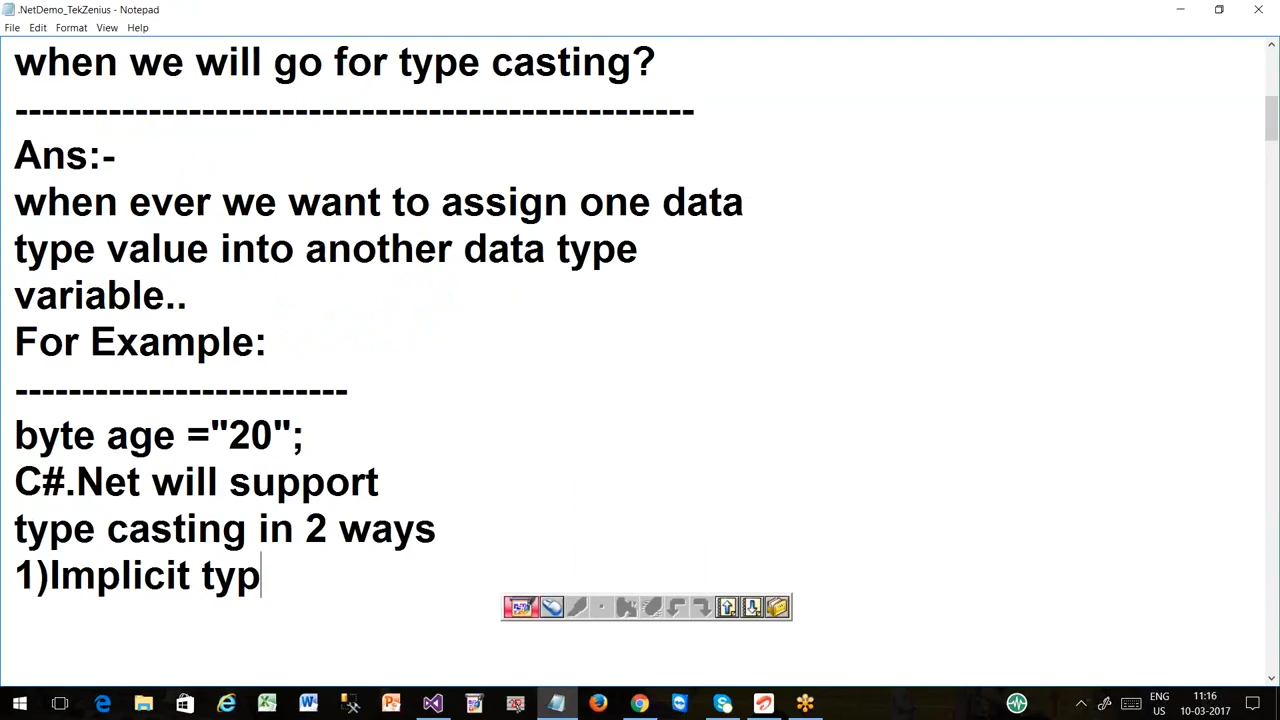 .NetDemo_TekZenius - Notepad
File Edit Format View Help
when we will go for type casting?
---------------------------------------------------
Ans:-
when ever we want to assign one data
type value into another data type
variable..
For Example:
-------------------------
byte age ="20";
C#.Net will support
type casting in 2 ways
1)Implicit typ
ENG
US
11:16
10-03-2017